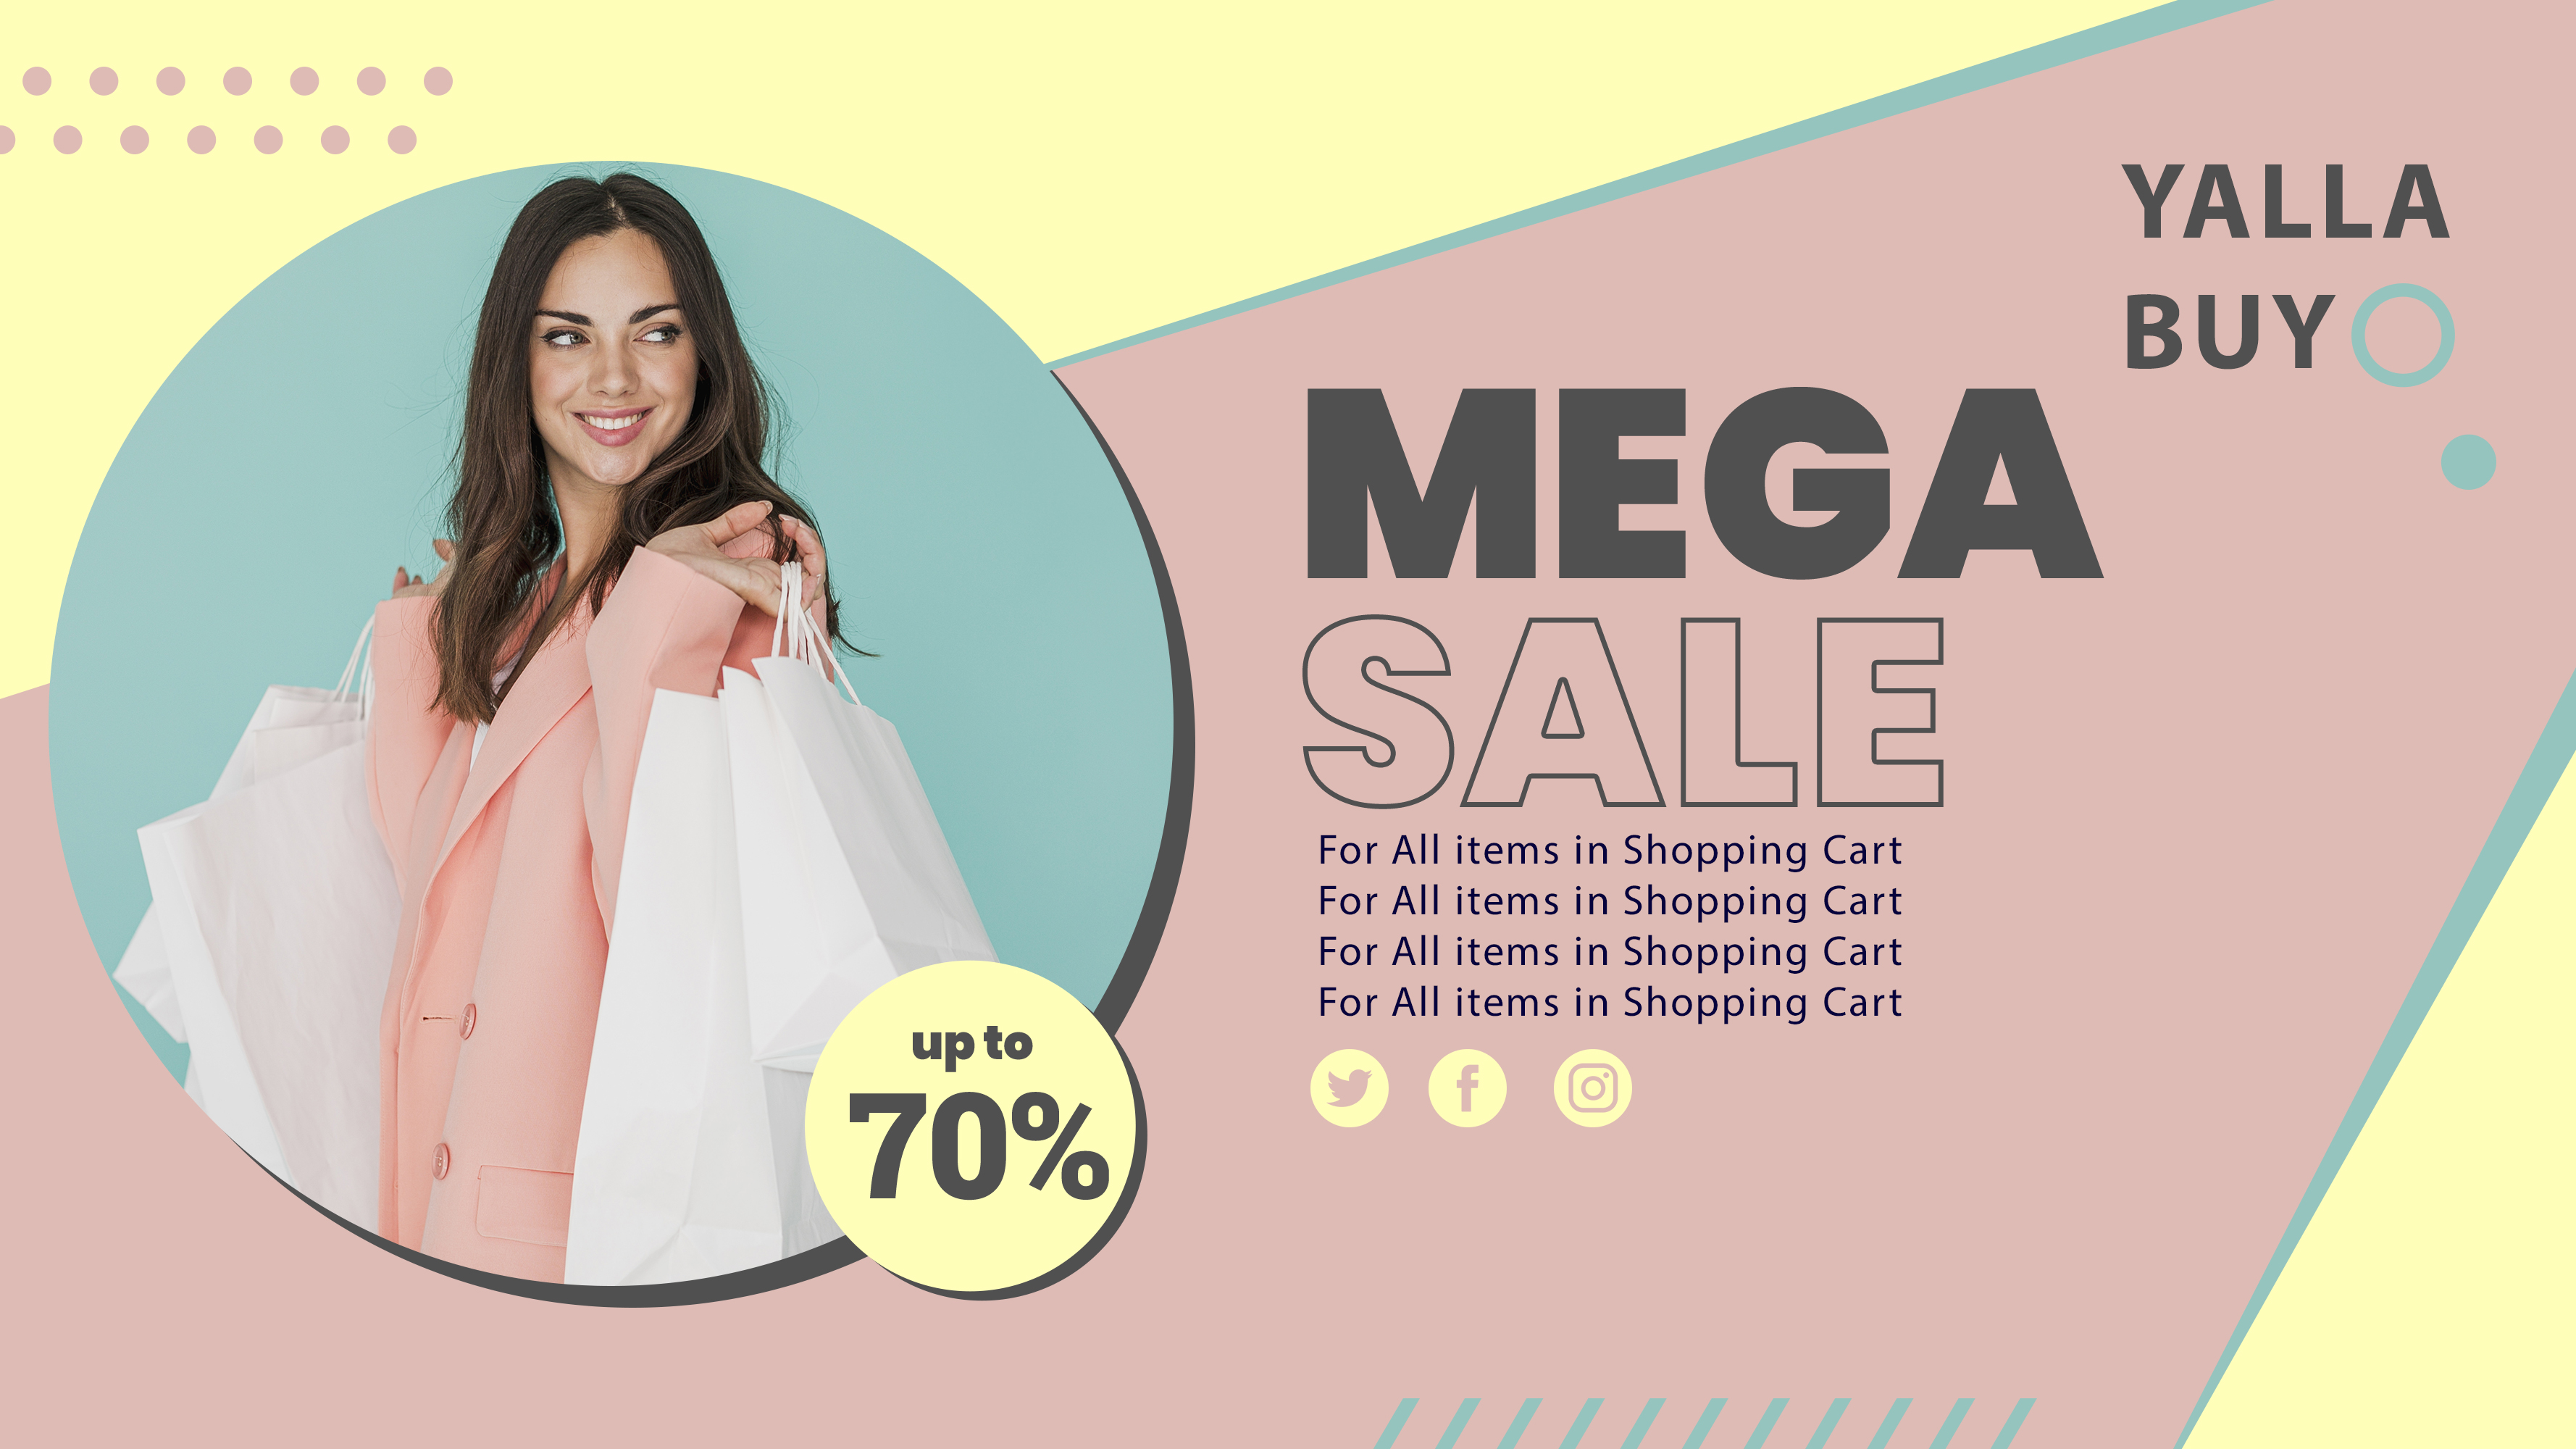 YALLA
BUY
MEGA
SALE
For All items in Shopping Cart
For All items in Shopping Cart
For All items in Shopping Cart
For All items in Shopping Cart
up to
70%